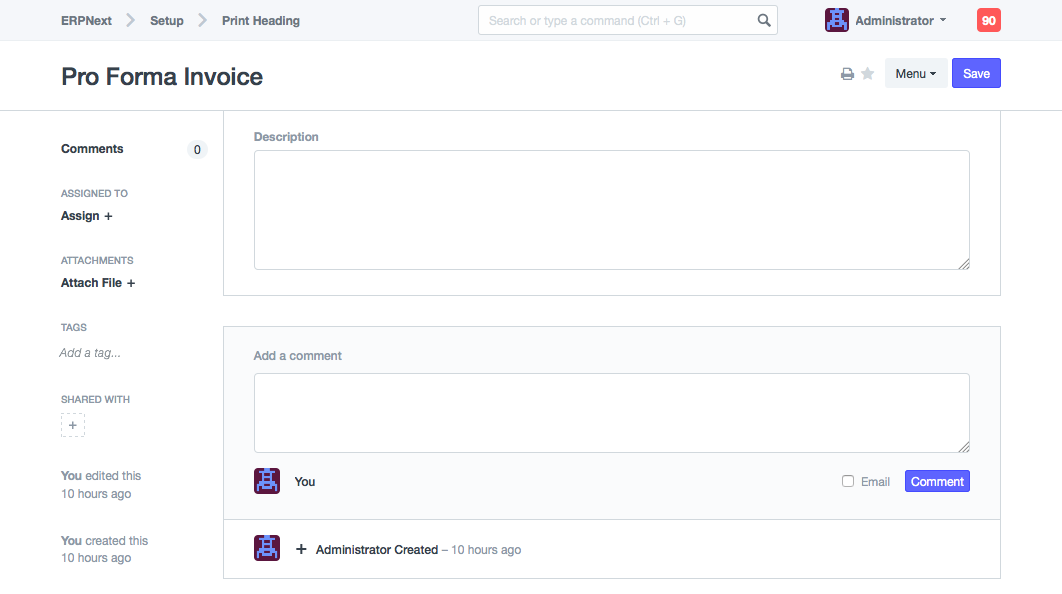 ERPNext Setup Print Heading Search or type a command (Ctrl + G) Administrator 90
Pro Forma Invoice Menu Save
Comments 0
ASSIGNED TO
Assign +
ATTACHMENTS
Attach File +
TAGS
Add a tag...
SHARED WITH
+
You edited this
10 hours ago
You created this
10 hours ago
Description
Add a comment
You Email Comment
+ Administrator Created – 10 hours ago